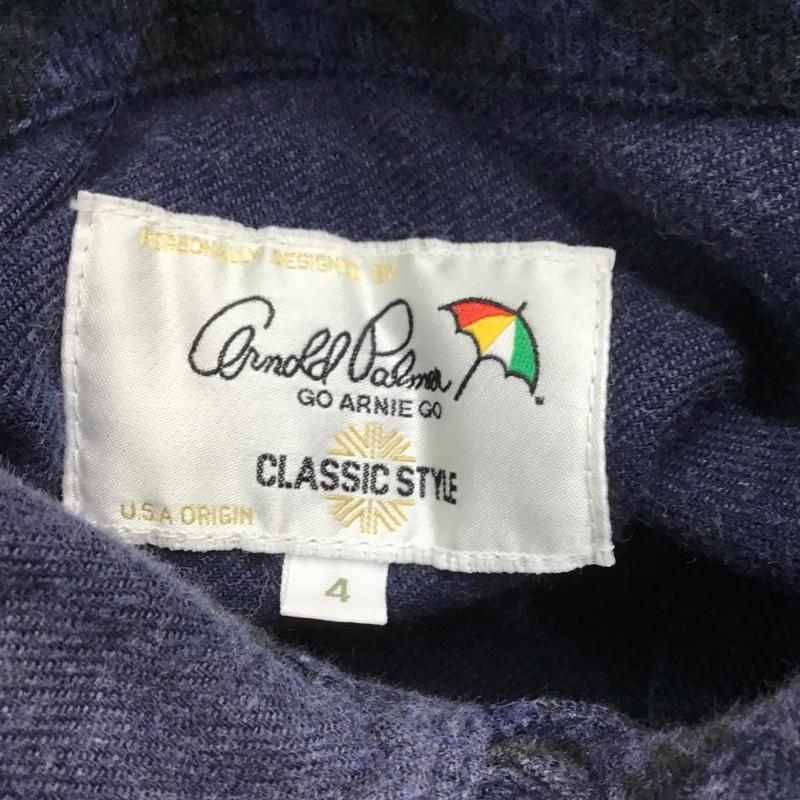 PERSONALLY DESIGNED BY
Arnold Palmer
GO ARNIE GO
CLASSIC STYLE
U.S.A ORIGIN
4